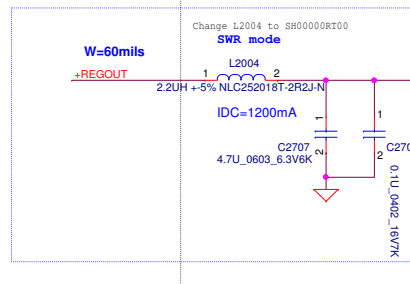 Change L2004 to SH00000RT00
SWR mode
W=60mils
L2004
+REGOUT
1
2
2.2UH +-5% NLC252018T-2R2J-N
IDC=1200mA
1
1
C2707
2
2
4.7U_0603_6.3V6K
0.1U_0402_16V7K